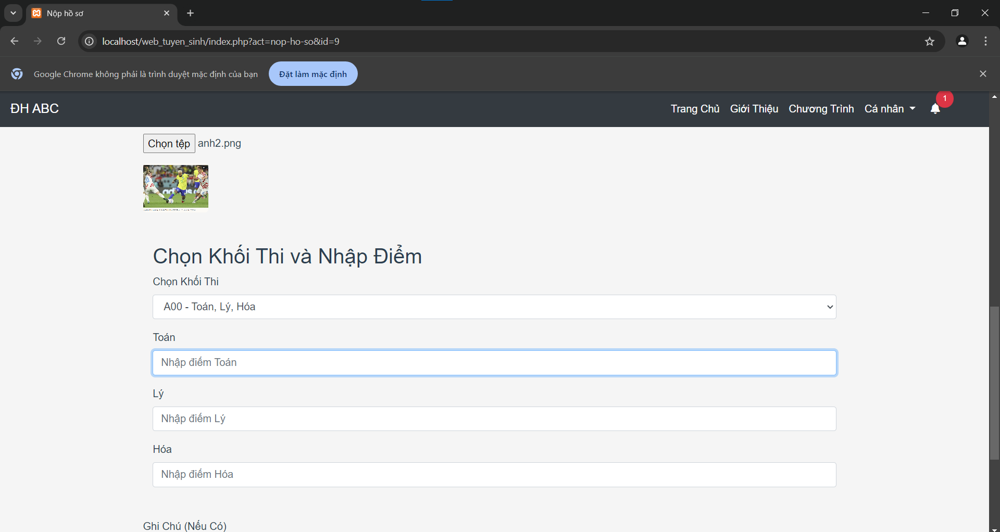 Nộp hồ sơ
localhost/web_tuyen_sinh/index.php?act=nop-ho-so&id=9
Google Chrome không phải là trình duyệt mặc định của bạn
Đặt làm mặc định
ĐH ABC
Trang Chủ
Giới Thiệu
Chương Trình
Cá nhân
1
Chọn tệp anh2.png
Chọn Khối Thi và Nhập Điểm
Chọn Khối Thi
A00 - Toán, Lý, Hóa
Toán
Nhập điểm Toán
Lý
Nhập điểm Lý
Hóa
Nhập điểm Hóa
Ghi Chú (Nếu Có)